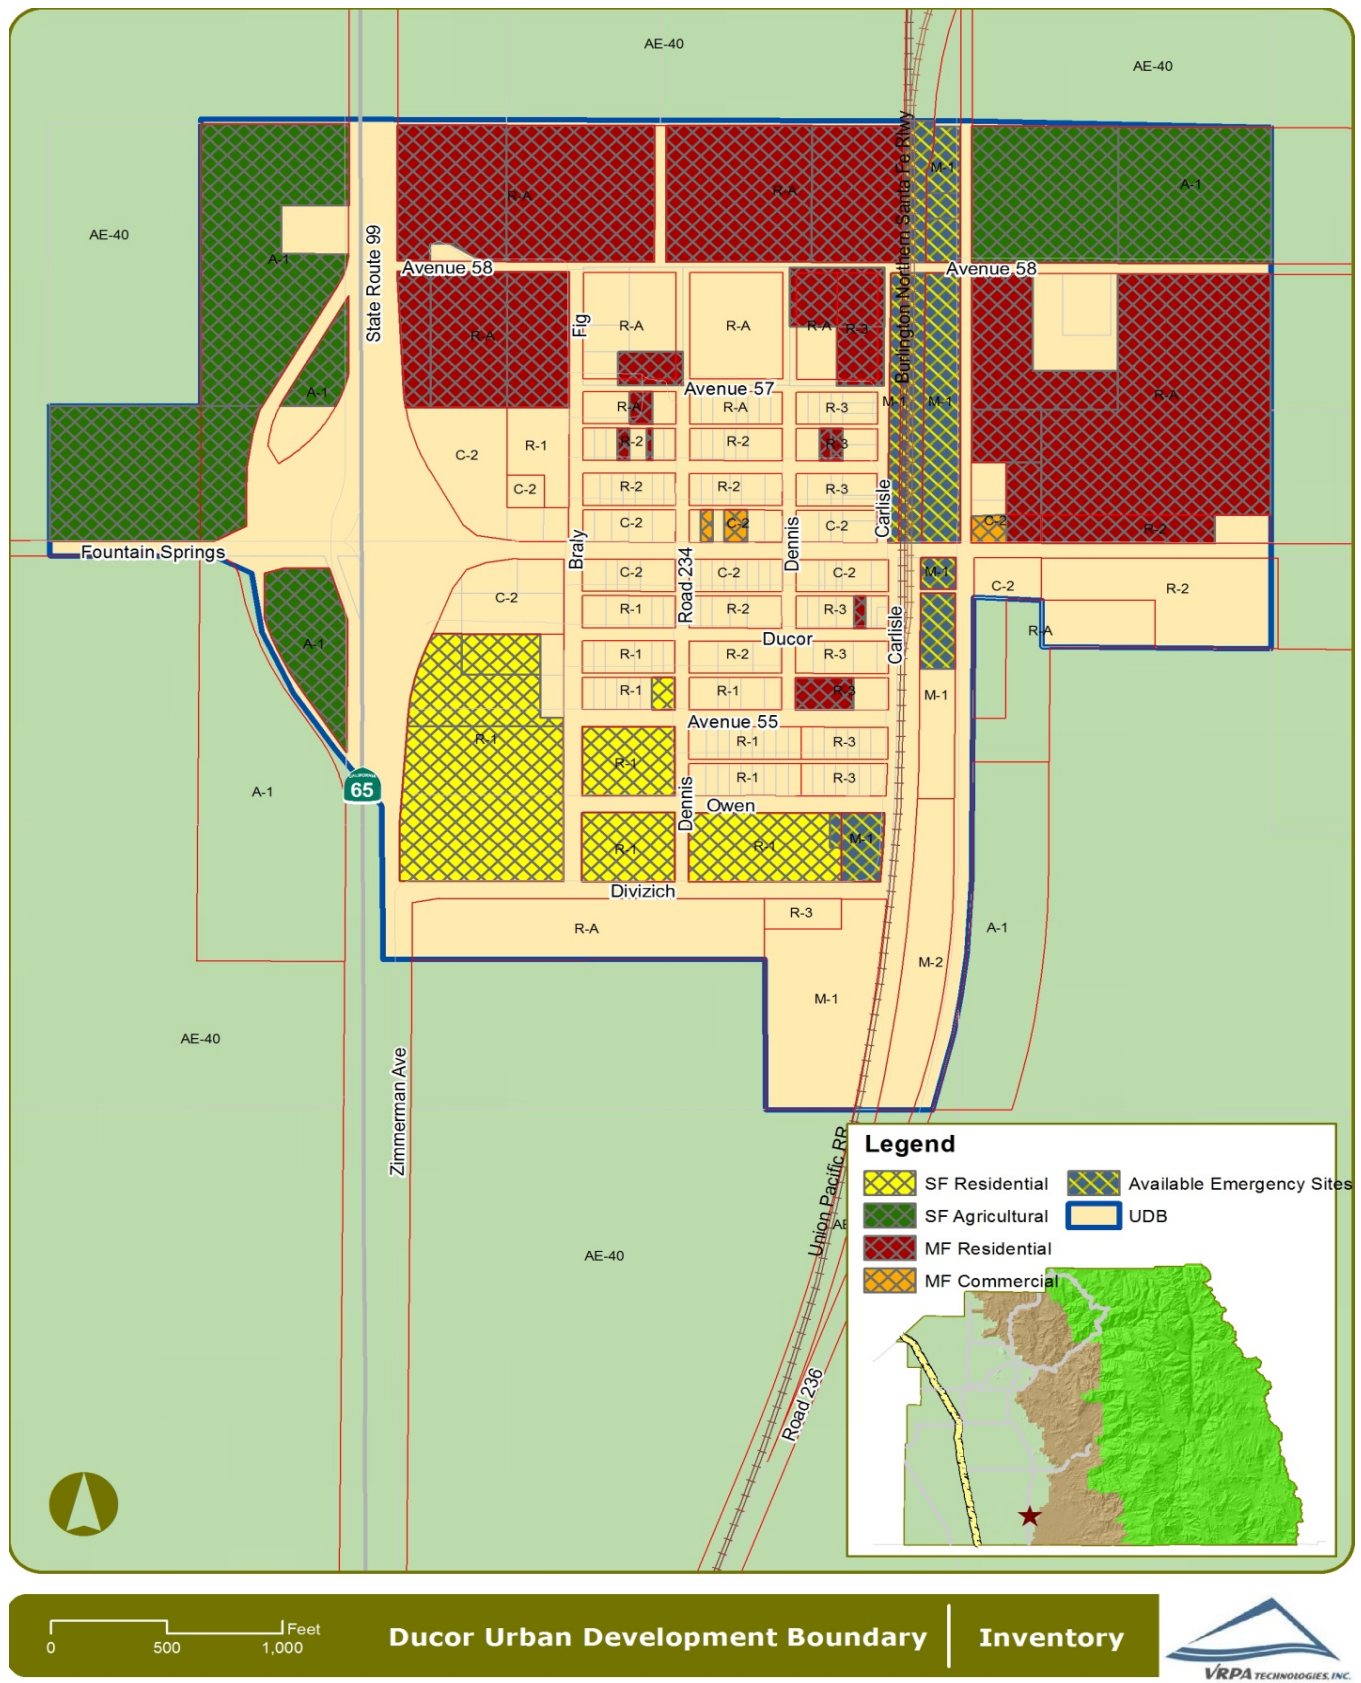 AE-40
AE-40
Burlington Northern Santa Fe Rlwy
M-1
R-A
R-A
A-1
AE-40
State Route 99
A-1
Avenue 58
Avenue 58
Fig
R-A
R-A
R-A
R-3
R-A
A-1
Avenue 57
R-A
R-A
R-A
R-3
M-1
M-1
C-2
R-1
R-2
R-2
R-3
C-2
R-2
R-2
R-3
Carlisle
C-2
C-2
C-2
C-2
R-2
Braly
Dennis
Fountain Springs
Road 234
C-2
C-2
C-2
M-1
C-2
R-2
C-2
R-1
R-2
R-3
Carlisle
Ducor
R-A
A-1
R-1
R-2
R-3
R-1
R-1
R-3
M-1
Avenue 55
R-1
R-1
R-3
R-1
CALIFORNIA
65
A-1
R-1
R-3
Dennis
Owen
R-1
R-1
M-1
Divizich
R-A
R-3
A-1
M-2
M-1
AE-40
Zimmerman Ave
Union Pacific RR
AE-40
Road 236
Legend
SF Residential
SF Agricultural
MF Residential
MF Commercial
Available Emergency Sites
UDB
0 500 1,000 Feet
Ducor Urban Development Boundary
Inventory
VRPA TECHNOLOGIES, INC.